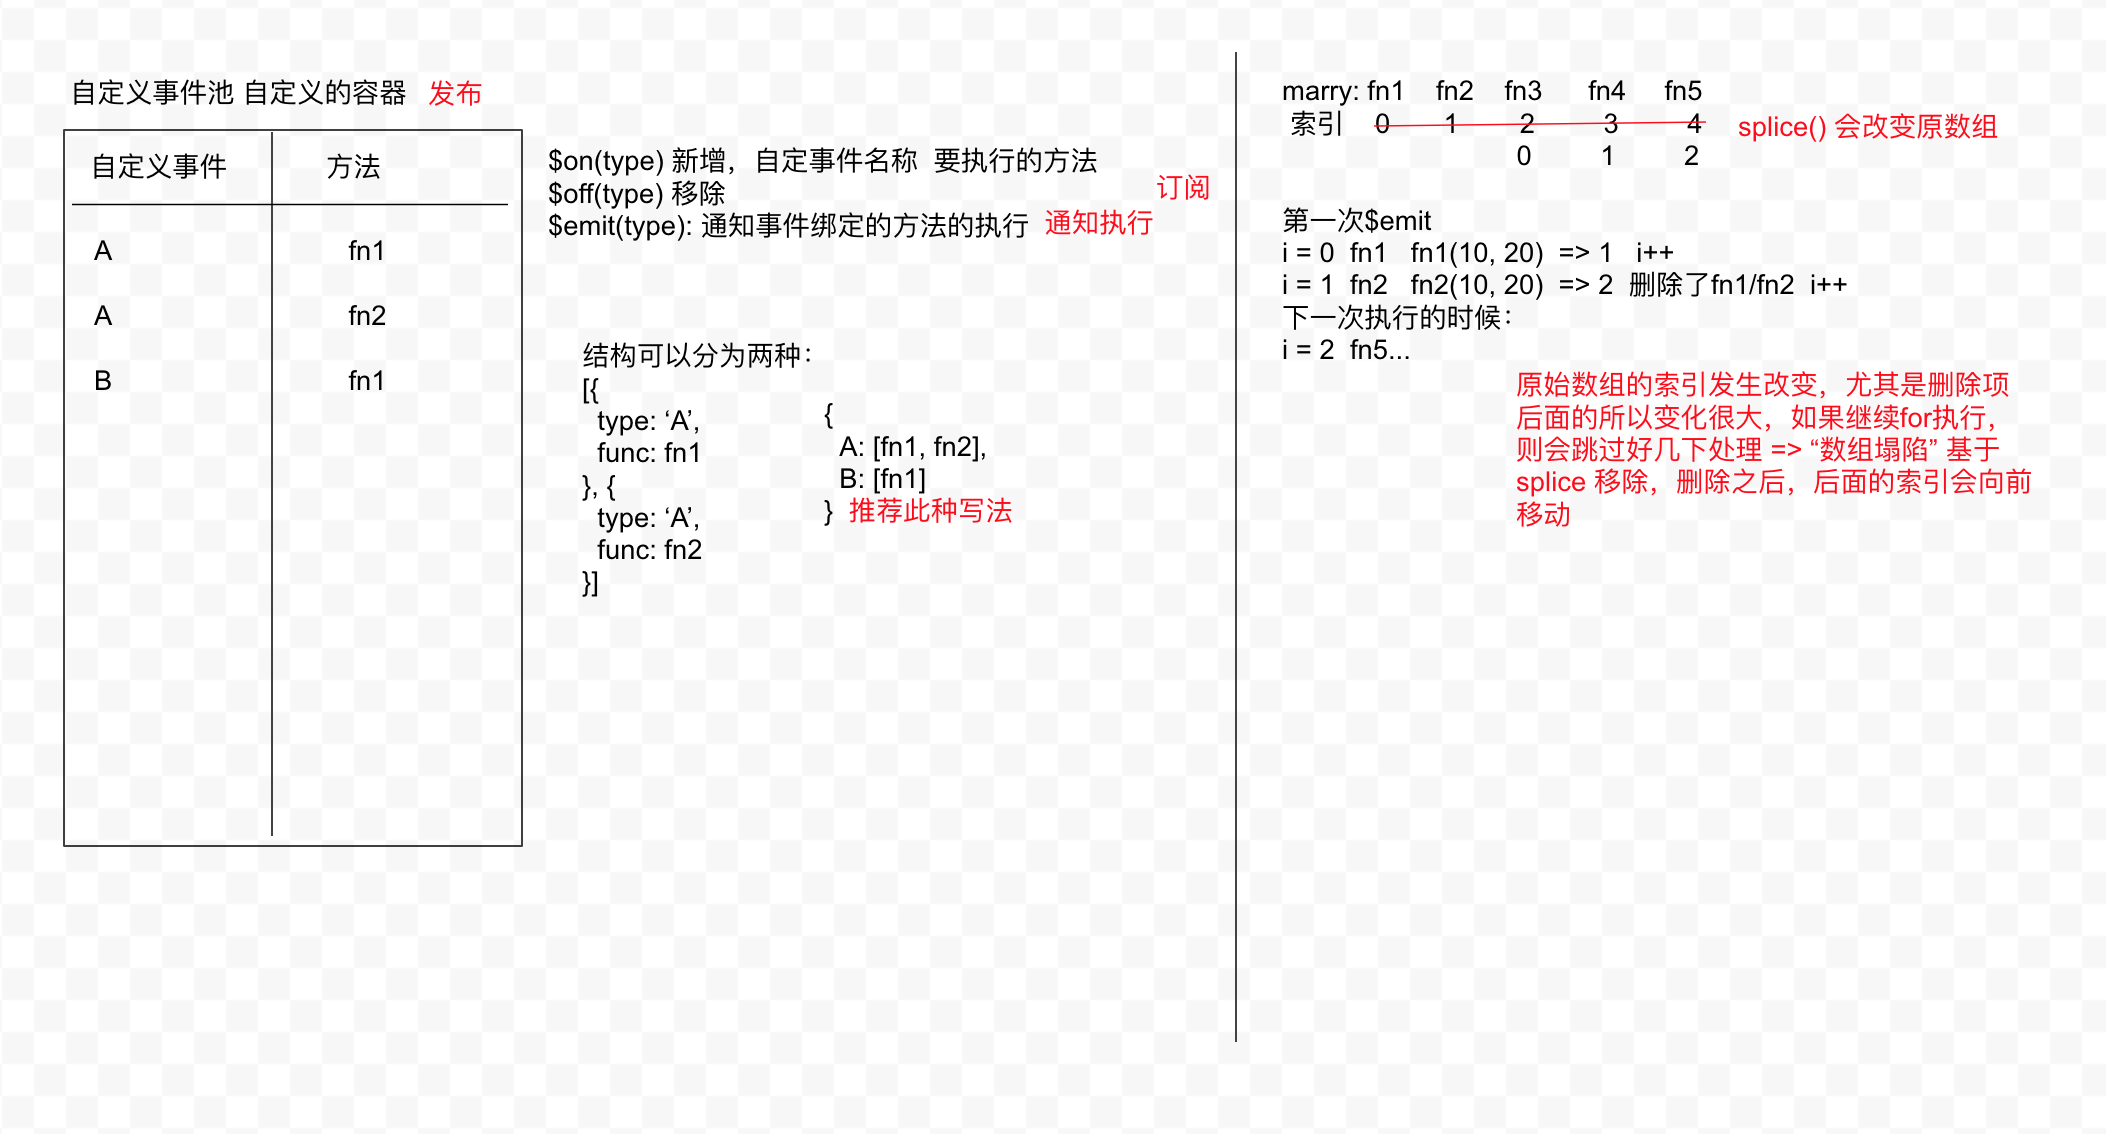 自定义事件池 自定义的容器 发布
自定义事件 方法
A fn1
A fn2
B fn1
$on(type) 新增，自定事件名称 要执行的方法
$off(type) 移除
订阅
$emit(type): 通知事件绑定的方法的执行 通知执行
结构可以分为两种：
[{
type: ‘A’,
func: fn1
}, {
type: ‘A’,
func: fn2
}]
{
A: [fn1, fn2],
B: [fn1]
} 推荐此种写法
marry: fn1 fn2 fn3 fn4 fn5
索引 0 1 2 3 4 splice() 会改变原数组
0 1 2
第一次$emit
i = 0 fn1 fn1(10, 20) => 1 i++
i = 1 fn2 fn2(10, 20) => 2 删除了fn1/fn2 i++
下一次执行的时候：
i = 2 fn5...
原始数组的索引发生改变，尤其是删除项
后面的所以变化很大，如果继续for执行，
则会跳过好几下处理 => “数组塌陷” 基于
splice 移除，删除之后，后面的索引会向前
移动